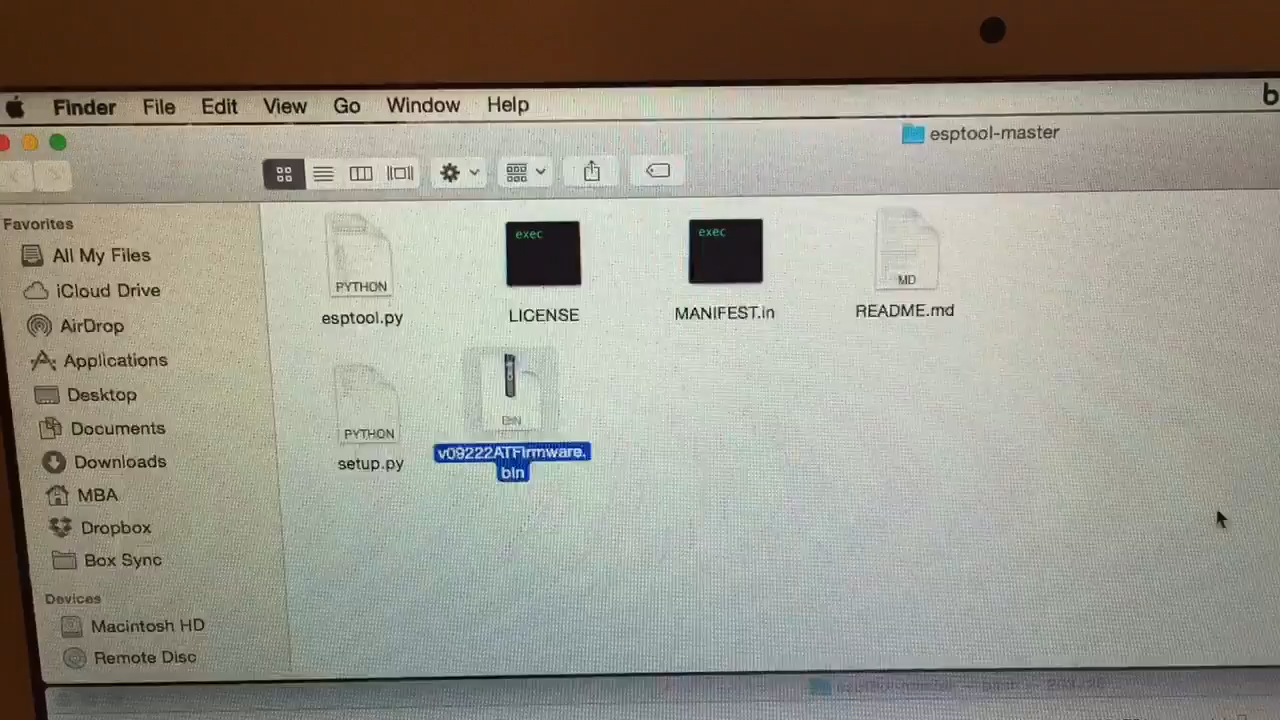 Finder File Edit View Go Window Help b
esptool-master
Favorites
All My Files
iCloud Drive
AirDrop
Applications
Desktop
Documents
Downloads
MBA
Dropbox
Box Sync
Devices
Macintosh HD
Remote Disc
PYTHON
esptool.py
exec
LICENSE
exec
MANIFEST.in
MD
README.md
PYTHON
setup.py
BIN
v09222ATFirmware.
bin